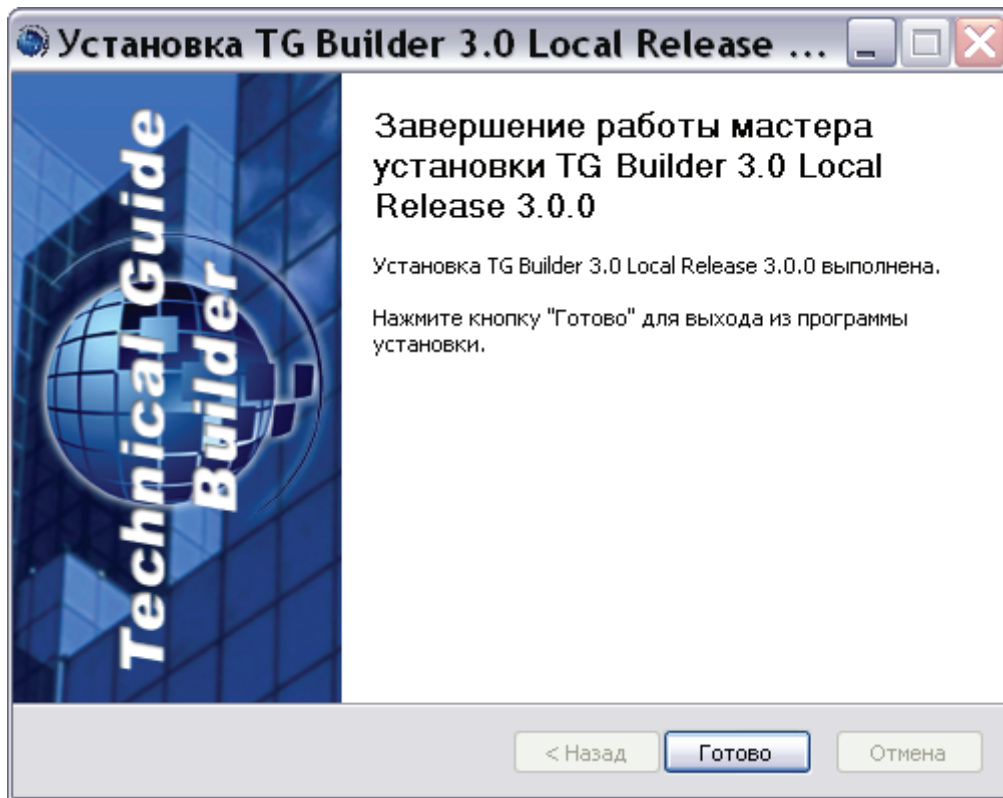 Установка TG Builder 3.0 Local Release ...
Technical Guide
Builder
Завершение работы мастера
установки TG Builder 3.0 Local
Release 3.0.0
Установка TG Builder 3.0 Local Release 3.0.0 выполнена.
Нажмите кнопку "Готово" для выхода из программы
установки.
< Назад
Готово
Отмена